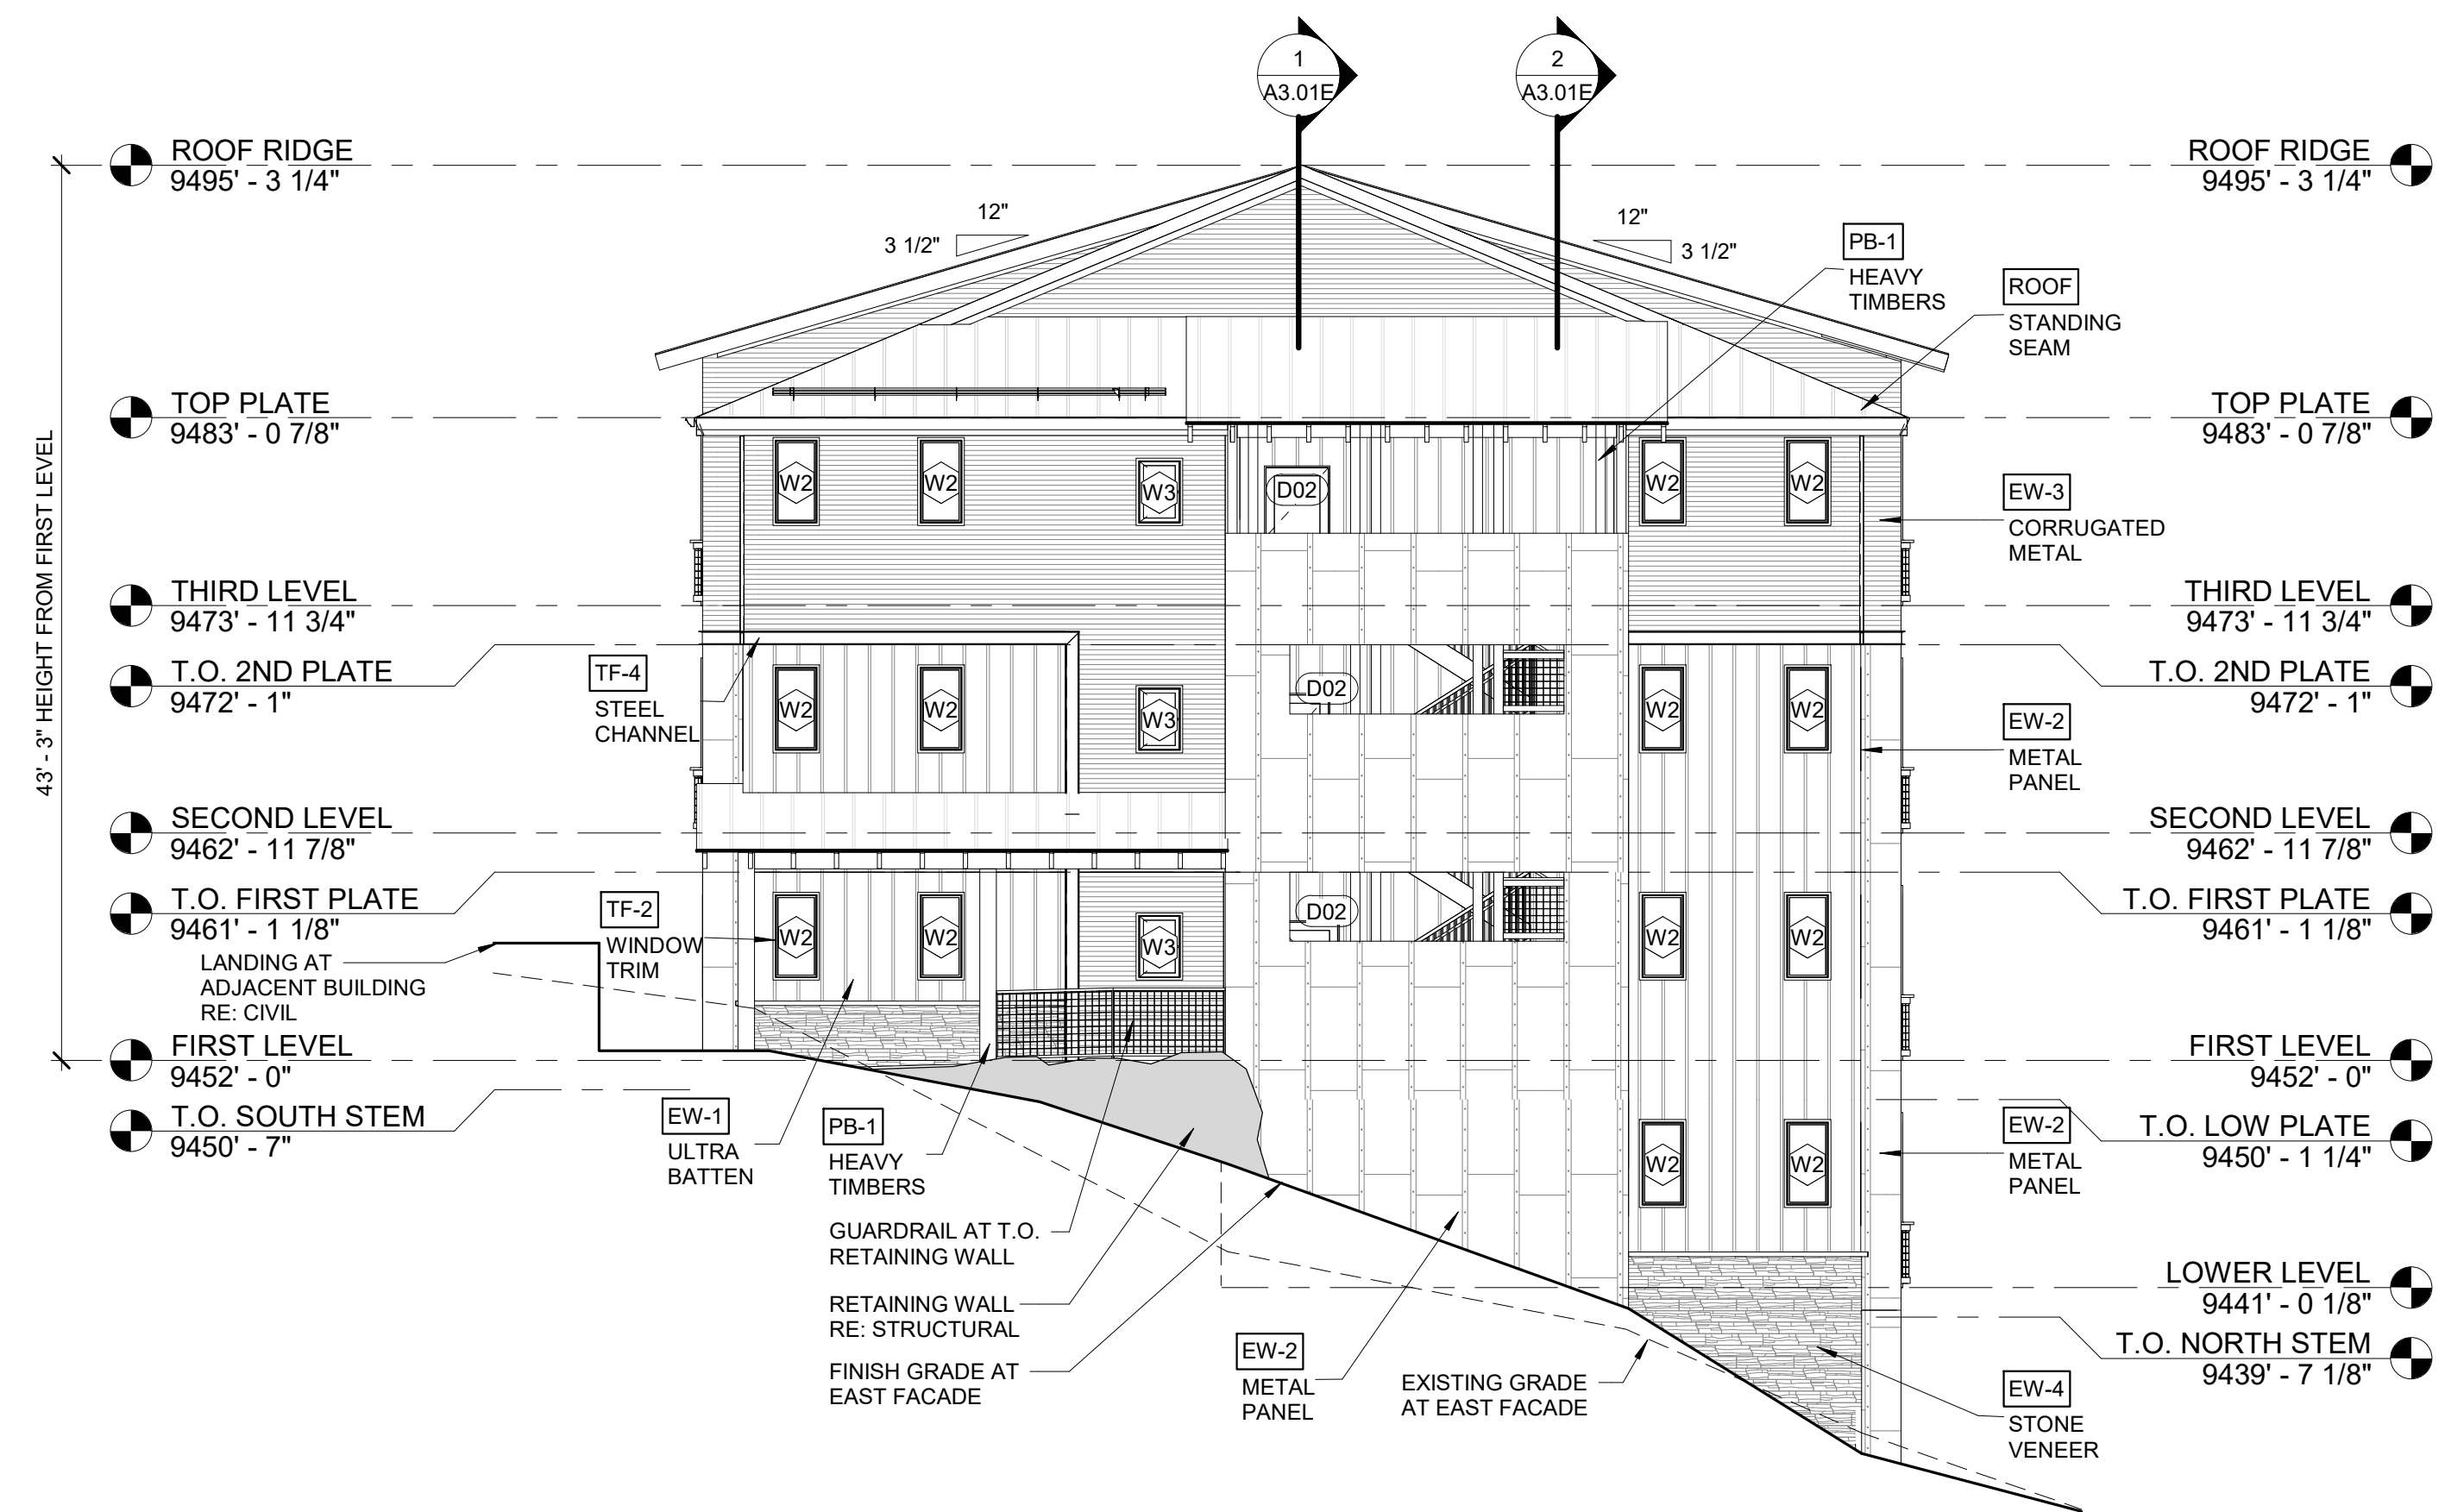 1
A3.01E
2
A3.01E
ROOF RIDGE
9495' - 3 1/4"
ROOF RIDGE
9495' - 3 1/4"
12"
3 1/2"
12"
3 1/2"
PB-1
HEAVY
TIMBERS
ROOF
STANDING
SEAM
TOP PLATE
9483' - 0 7/8"
TOP PLATE
9483' - 0 7/8"
43' - 3" HEIGHT FROM FIRST LEVEL
W2
W2
W3
D02
W2
W2
EW-3
CORRUGATED
METAL
THIRD LEVEL
9473' - 11 3/4"
THIRD LEVEL
9473' - 11 3/4"
T.O. 2ND PLATE
9472' - 1"
T.O. 2ND PLATE
9472' - 1"
TF-4
STEEL
CHANNEL
W2
W2
W3
D02
W2
W2
EW-2
METAL
PANEL
SECOND LEVEL
9462' - 11 7/8"
SECOND LEVEL
9462' - 11 7/8"
T.O. FIRST PLATE
9461' - 1 1/8"
T.O. FIRST PLATE
9461' - 1 1/8"
TF-2
WINDOW
TRIM
W2
W2
W3
D02
W2
W2
LANDING AT
ADJACENT BUILDING
RE: CIVIL
FIRST LEVEL
9452' - 0"
FIRST LEVEL
9452' - 0"
T.O. SOUTH STEM
9450' - 7"
EW-1
ULTRA
BATTEN
PB-1
HEAVY
TIMBERS
W2
W2
EW-2
METAL
PANEL
T.O. LOW PLATE
9450' - 1 1/4"
GUARDRAIL AT T.O.
RETAINING WALL
RETAINING WALL
RE: STRUCTURAL
FINISH GRADE AT
EAST FACADE
EW-2
METAL
PANEL
EXISTING GRADE
AT EAST FACADE
LOWER LEVEL
9441' - 0 1/8"
T.O. NORTH STEM
9439' - 7 1/8"
EW-4
STONE
VENEER